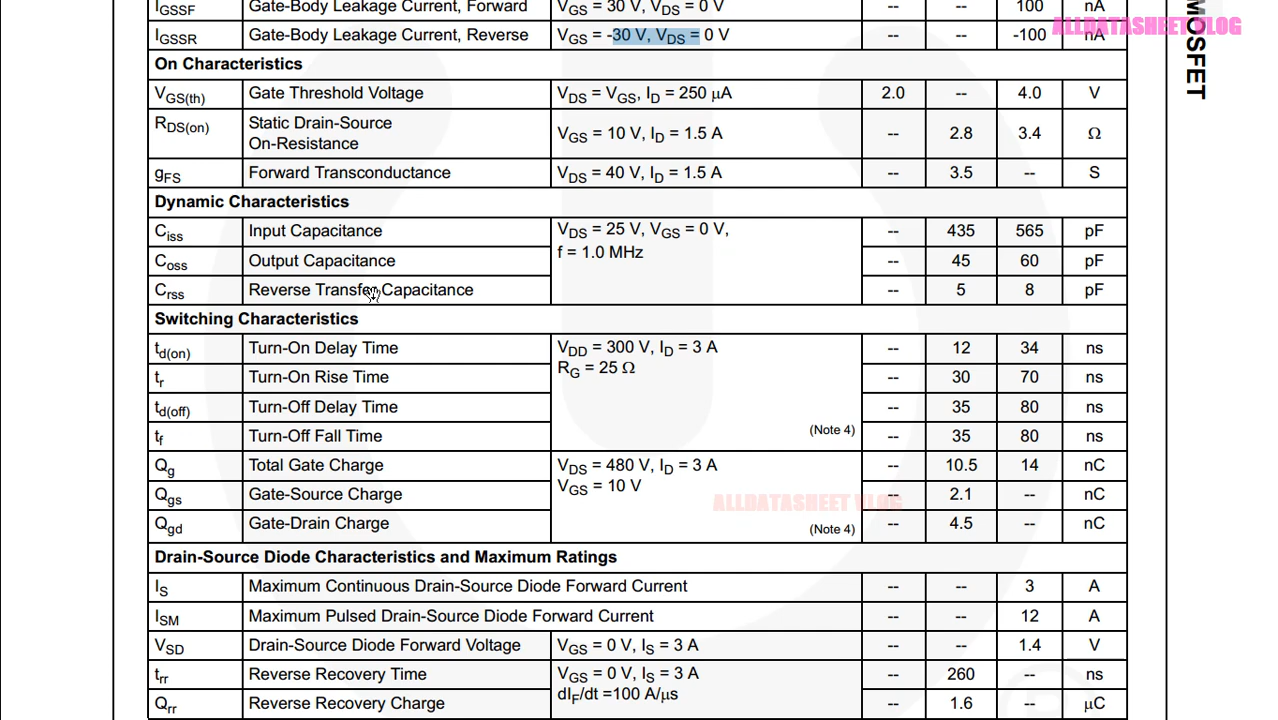 IGSSF Gate-Body Leakage Current, Forward VGS = 30 V, VDS = 0 V -- -- 100 nA
IGSSR Gate-Body Leakage Current, Reverse VGS = -30 V, VDS = 0 V -- -- -100 nA
ALLDATASHEET VLOG
MOSFET
On Characteristics
VGS(th) Gate Threshold Voltage VDS = VGS, ID = 250 μA 2.0 -- 4.0 V
RDS(on) Static Drain-Source
On-Resistance VGS = 10 V, ID = 1.5 A -- 2.8 3.4 Ω
gFS Forward Transconductance VDS = 40 V, ID = 1.5 A -- 3.5 -- S
Dynamic Characteristics
Ciss Input Capacitance VDS = 25 V, VGS = 0 V, -- 435 565 pF
f = 1.0 MHz
Coss Output Capacitance -- 45 60 pF
Crss Reverse Transfer Capacitance -- 5 8 pF
Switching Characteristics
td(on) Turn-On Delay Time VDD = 300 V, ID = 3 A -- 12 34 ns
RG = 25 Ω
tr Turn-On Rise Time -- 30 70 ns
td(off) Turn-Off Delay Time -- 35 80 ns
tf Turn-Off Fall Time (Note 4) -- 35 80 ns
Qg Total Gate Charge VDS = 480 V, ID = 3 A -- 10.5 14 nC
VGS = 10 V
Qgs Gate-Source Charge -- 2.1 -- nC
ALLDATASHEET VLOG
Qgd Gate-Drain Charge (Note 4) -- 4.5 -- nC
Drain-Source Diode Characteristics and Maximum Ratings
IS Maximum Continuous Drain-Source Diode Forward Current -- -- 3 A
ISM Maximum Pulsed Drain-Source Diode Forward Current -- -- 12 A
VSD Drain-Source Diode Forward Voltage VGS = 0 V, IS = 3 A -- -- 1.4 V
trr Reverse Recovery Time VGS = 0 V, IS = 3 A -- 260 -- ns
dIF/dt =100 A/μs
Qrr Reverse Recovery Charge -- 1.6 -- μC